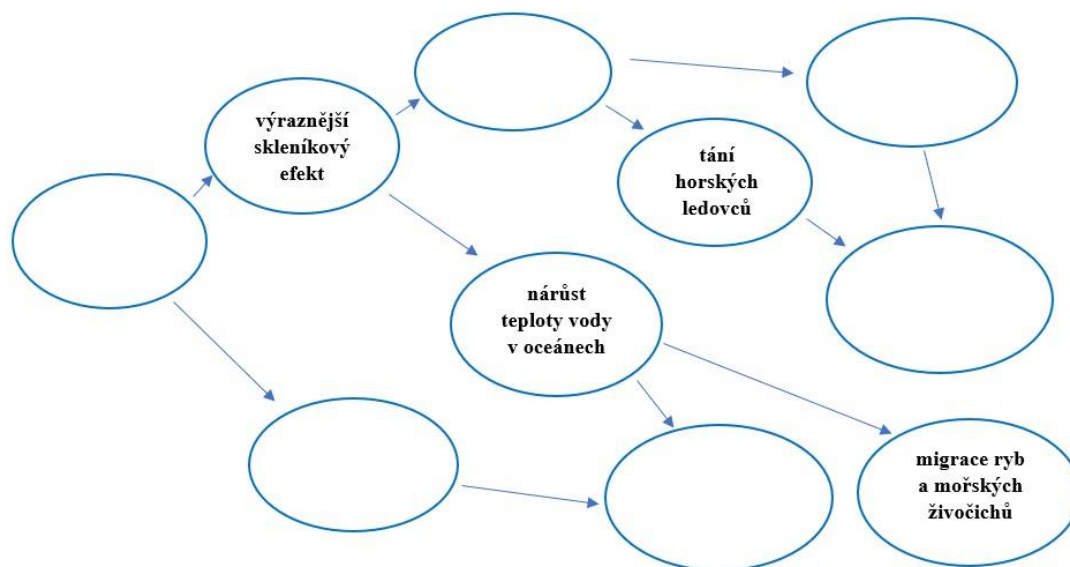 výraznější
skleníkový
efekt
tání
horských
ledovců
nárůst
teploty vody
v oceánech
migrace ryb
a mořských
živočichů